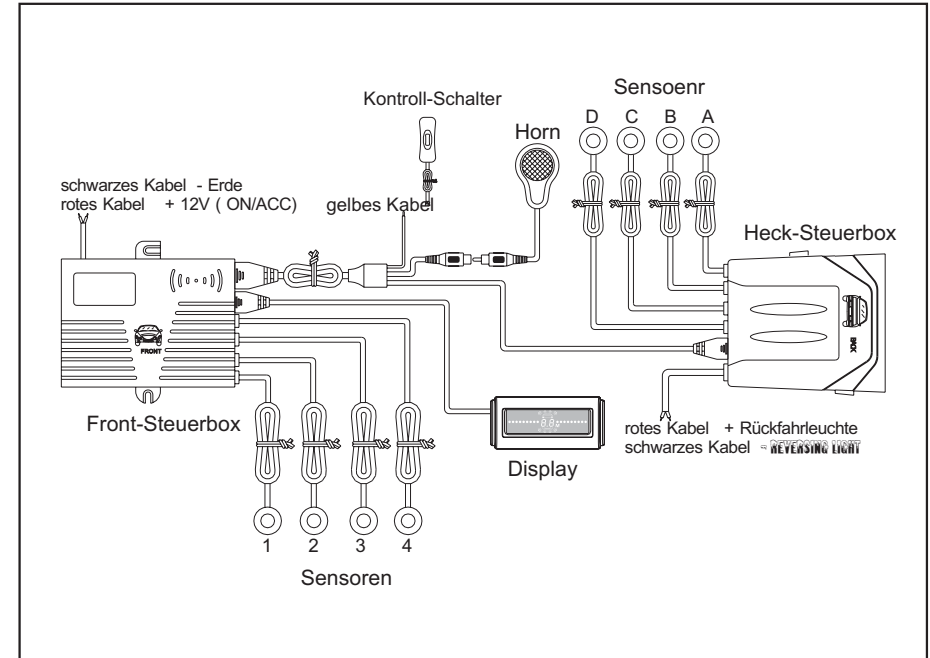 Sensoenr
Kontroll-Schalter
D C B A
Horn
schwarzes Kabel - Erde
rotes Kabel + 12V ( ON/ACC)
gelbes Kabel
Heck-Steuerbox
FRONT
Front-Steuerbox
rotes Kabel + Rückfahrleuchte
schwarzes Kabel - REVERSING LIGHT
Display
1 2 3 4
Sensoren